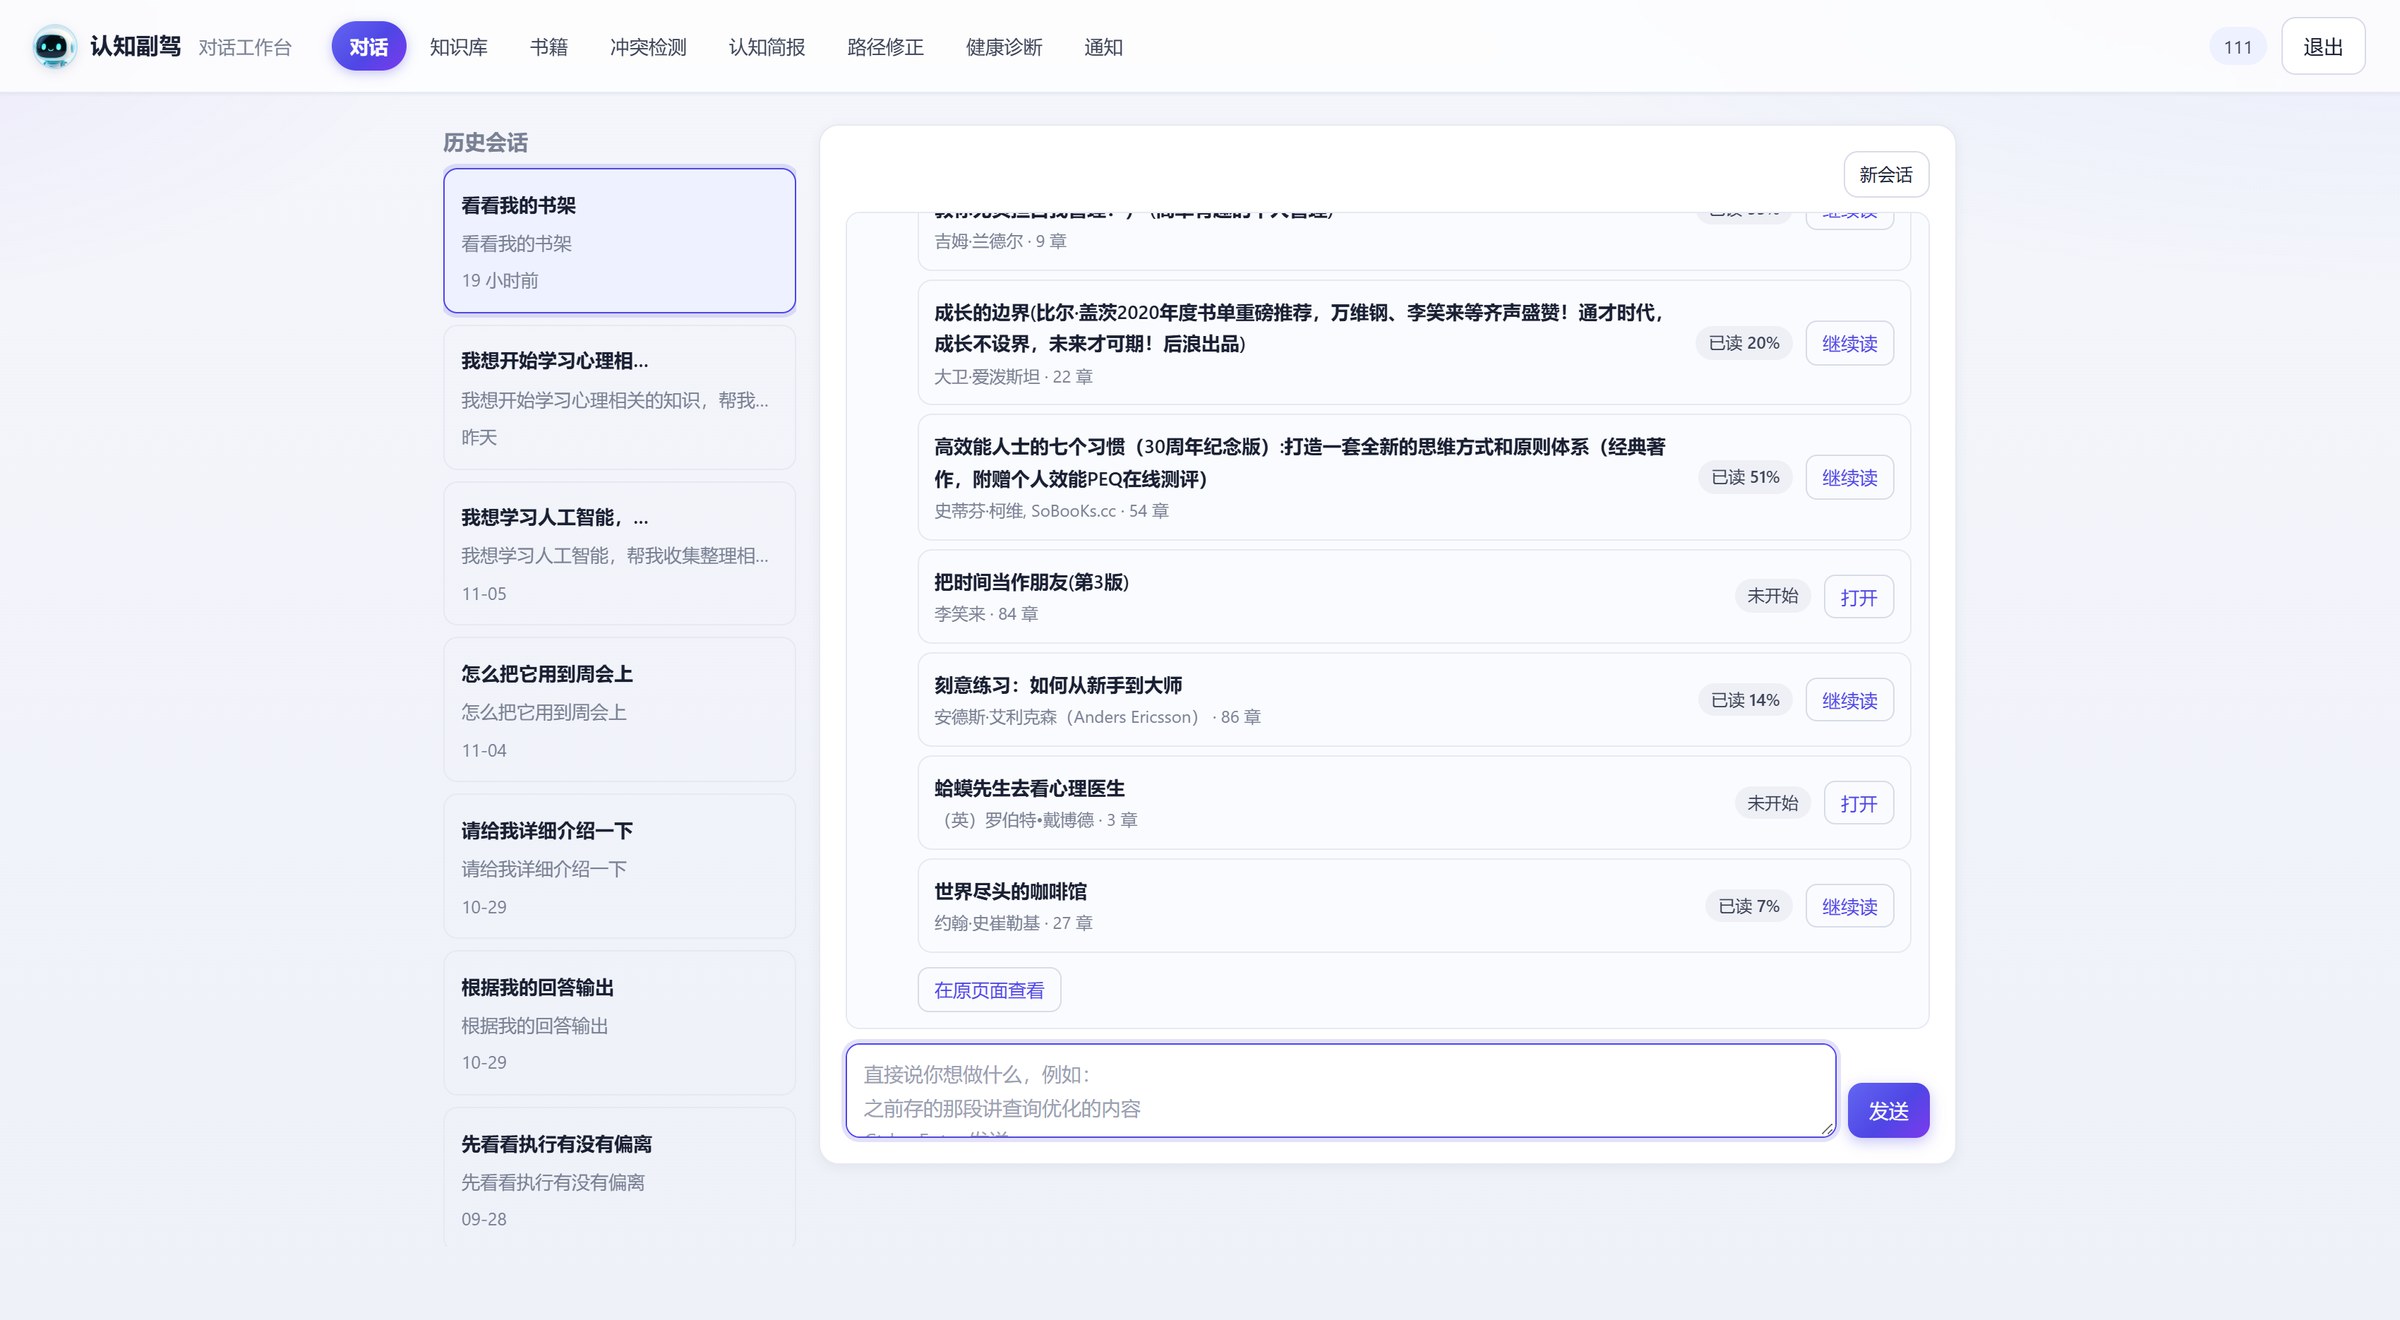 认知副驾 对话工作台 对话 知识库 书籍 冲突检测 认知简报 路径修正 健康诊断 通知 111 退出
历史会话
看看我的书架
看看我的书架
19 小时前
我想开始学习心理相...
我想开始学习心理相关的知识，帮我...
昨天
我想学习人工智能，...
我想学习人工智能，帮我收集整理相...
11-05
怎么把它用到周会上
怎么把它用到周会上
11-04
请给我详细介绍一下
请给我详细介绍一下
10-29
根据我的回答输出
根据我的回答输出
10-29
先看看执行有没有偏离
先看看执行有没有偏离
09-28
新会话
继续读
吉姆·兰德尔 · 9 章
成长的边界(比尔·盖茨2020年度书单重磅推荐，万维钢、李笑来等齐声盛赞！通才时代，
成长不设界，未来才可期！后浪出品)
大卫·爱泼斯坦 · 22 章
已读 20% 继续读
高效能人士的七个习惯（30周年纪念版）:打造一套全新的思维方式和原则体系（经典著
作，附赠个人效能PEQ在线测评）
史蒂芬·柯维, SoBooKs.cc · 54 章
已读 51% 继续读
把时间当作朋友(第3版)
李笑来 · 84 章
未开始 打开
刻意练习：如何从新手到大师
安德斯·艾利克森（Anders Ericsson） · 86 章
已读 14% 继续读
蛤蟆先生去看心理医生
（英）罗伯特•戴博德 · 3 章
未开始 打开
世界尽头的咖啡馆
约翰·史崔勒基 · 27 章
已读 7% 继续读
在原页面查看
直接说你想做什么，例如：
之前存的那段讲查询优化的内容
发送